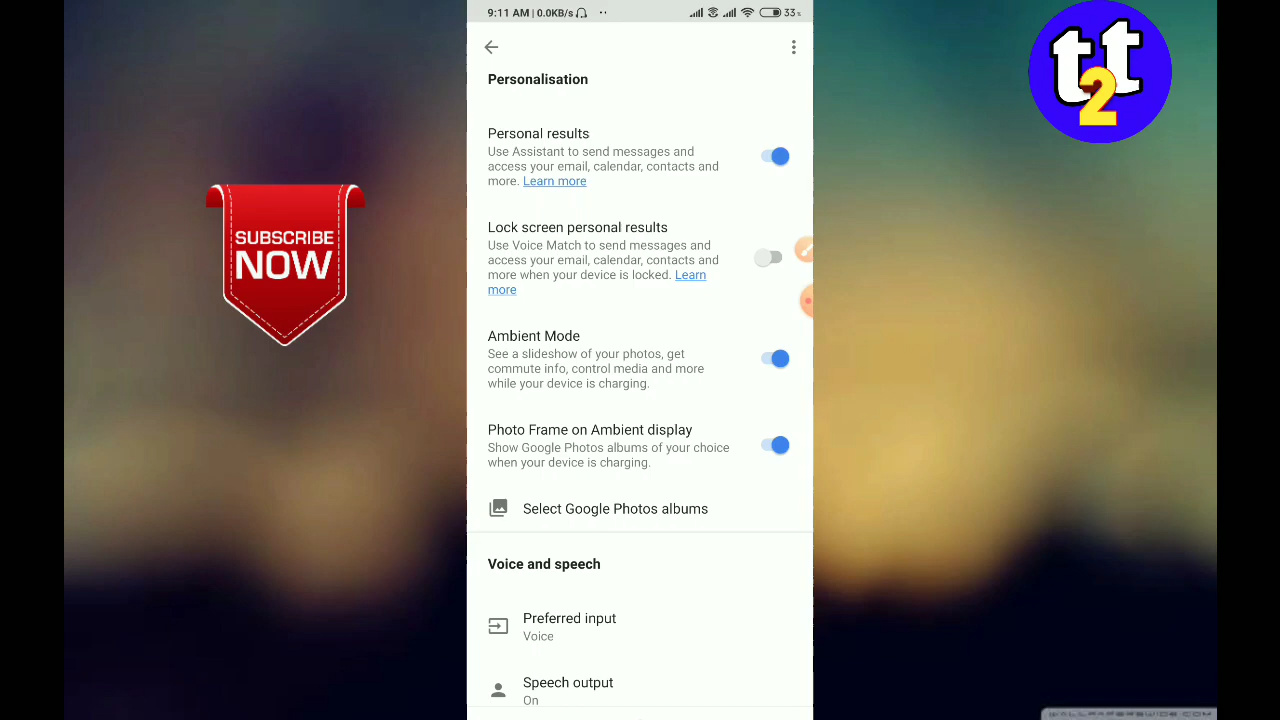 9:11 AM | 0.0KB/s
33%
Personalisation
Personal results
Use Assistant to send messages and
access your email, calendar, contacts and
more. Learn more
Lock screen personal results
Use Voice Match to send messages and
access your email, calendar, contacts and
more when your device is locked. Learn
more
Ambient Mode
See a slideshow of your photos, get
commute info, control media and more
while your device is charging.
Photo Frame on Ambient display
Show Google Photos albums of your choice
when your device is charging.
Select Google Photos albums
Voice and speech
Preferred input
Voice
Speech output
On
SUBSCRIBE
NOW
tt
2